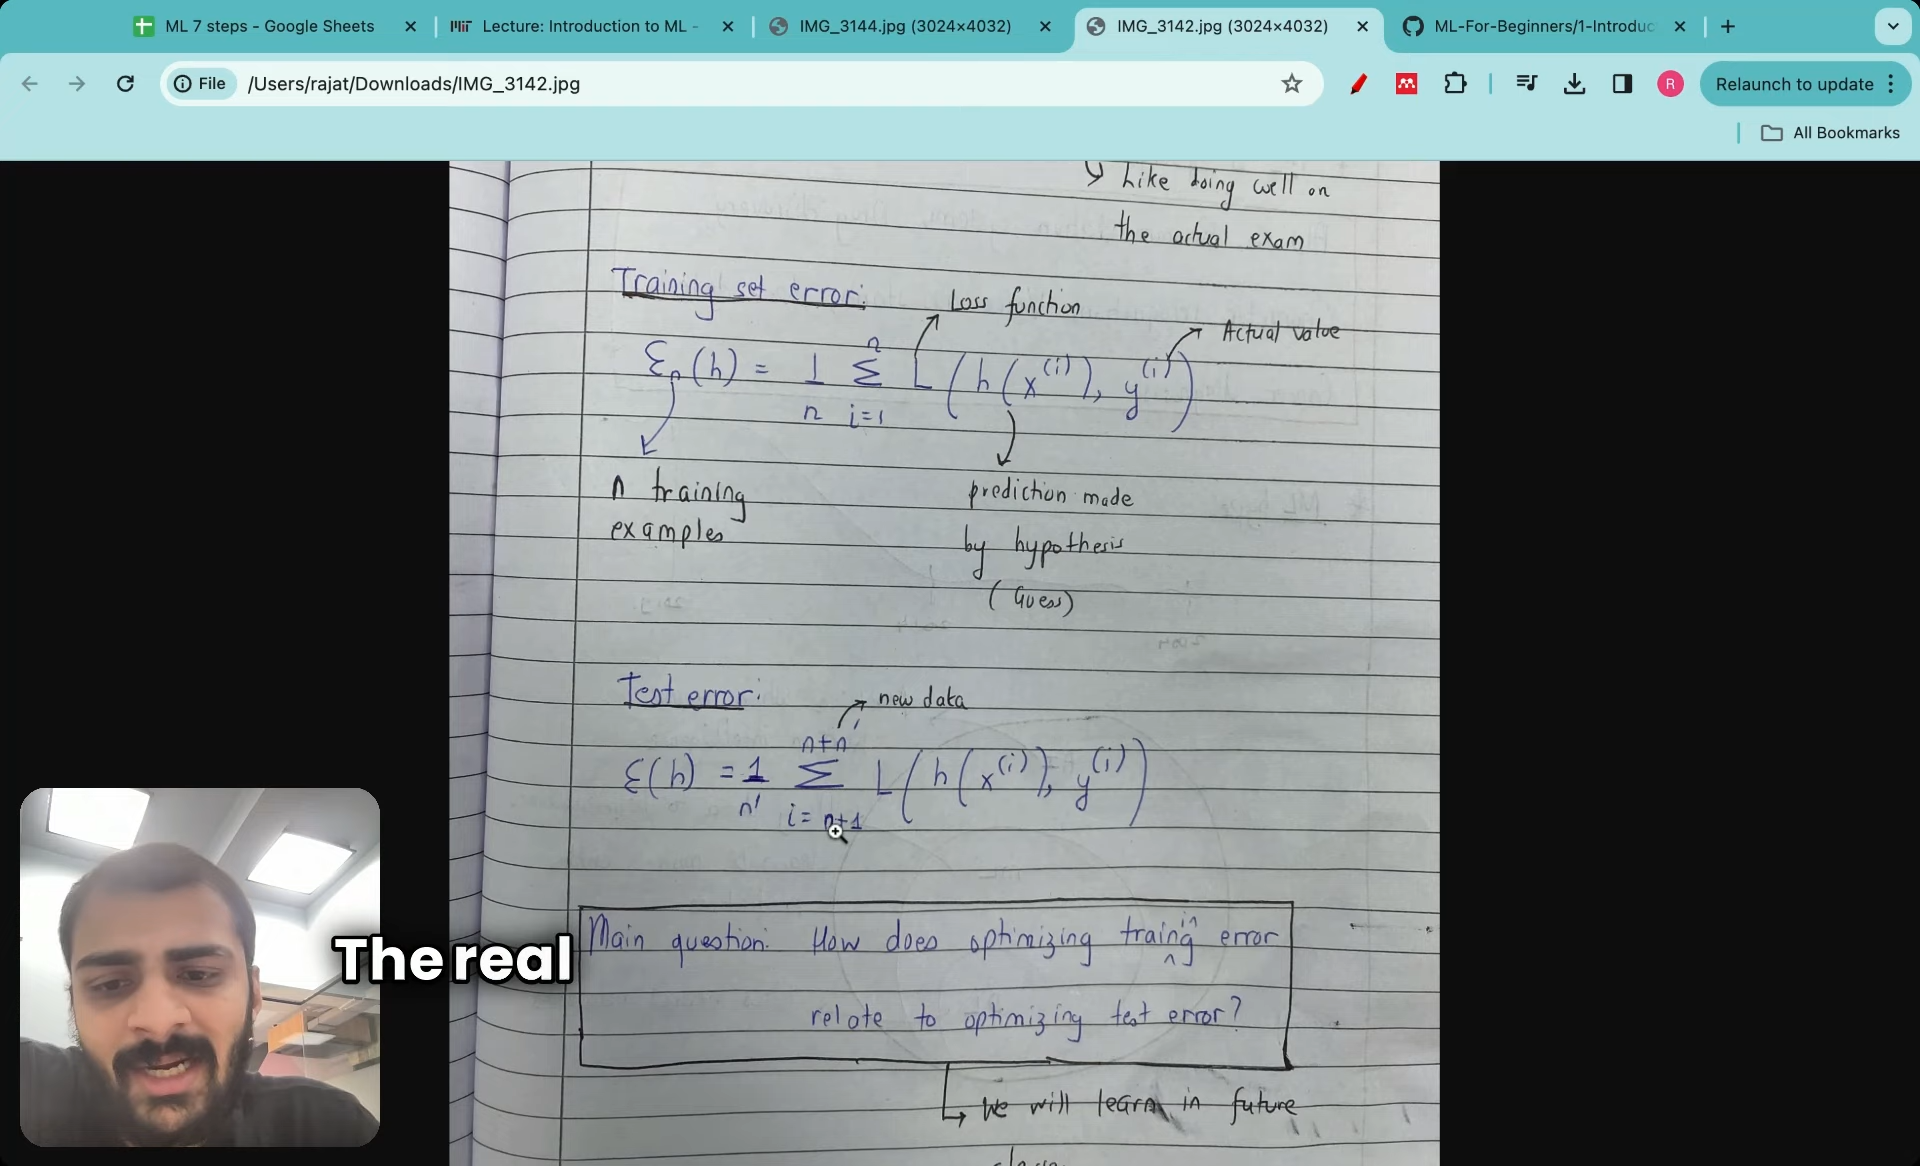 ML 7 steps - Google Sheets
Lecture: Introduction to ML -
IMG_3144.jpg (3024×4032)
IMG_3142.jpg (3024×4032)
ML-For-Beginners/1-Introduc
File
/Users/rajat/Downloads/IMG_3142.jpg
R
Relaunch to update
All Bookmarks
Like doing well on
the actual exam
Training set error:
Loss function
Actual value
Ɛn (h) = 1/n Σ i=1 n L ( h (x^(i)), y^(i) )
n training
examples
prediction made
by hypothesis
(Guess)
Test error:
new data
Ɛ(h) = 1/n' Σ i=n+1 n+n' L ( h (x^(i)), y^(i) )
The real
Main question: How does optimizing training error
relate to optimizing test error?
We will learn in future